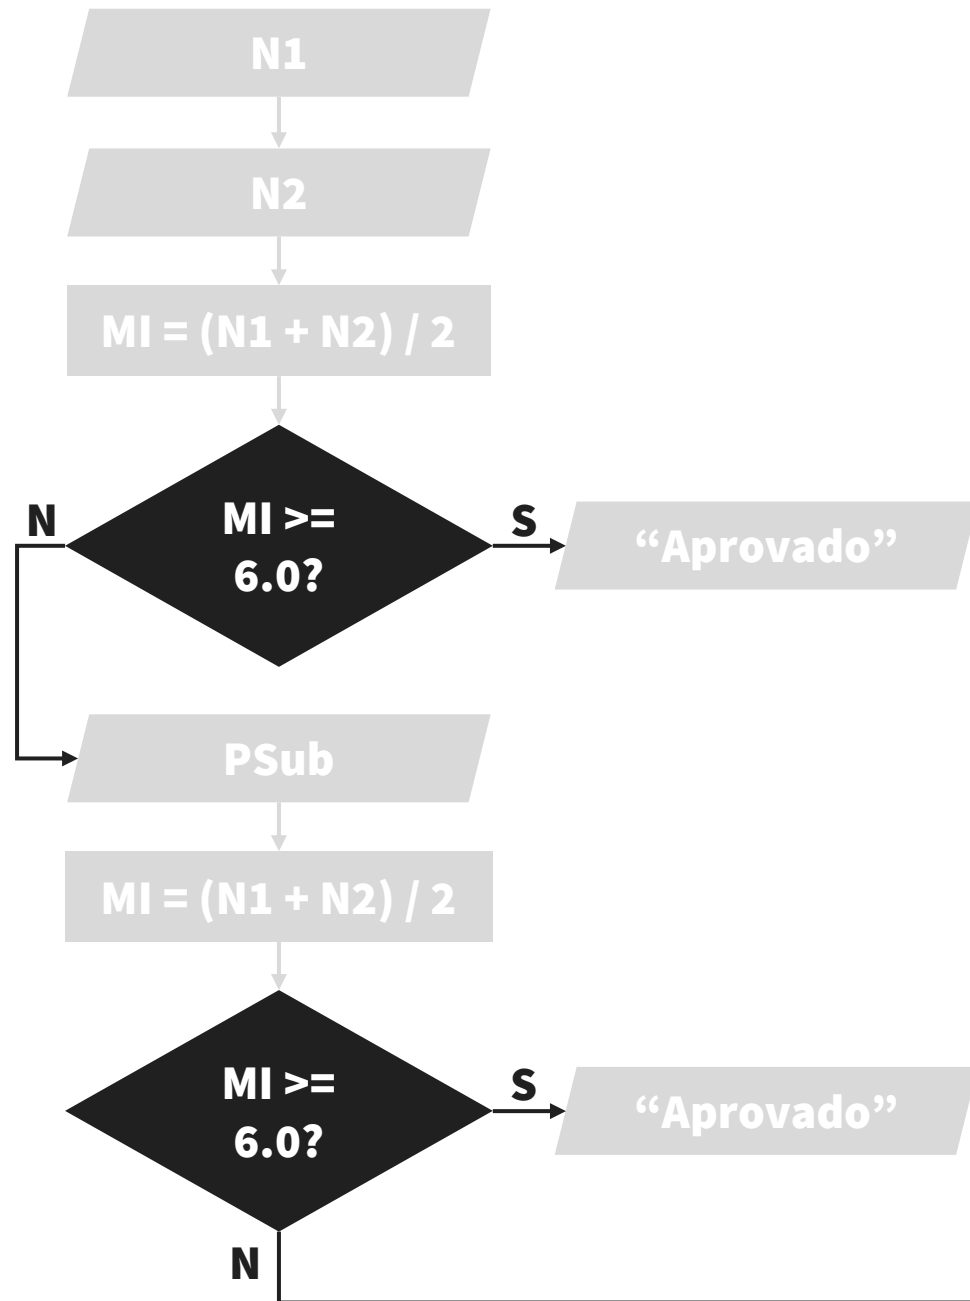 N1
N2
MI = (N1 + N2) / 2
N
MI >=
6.0?
S
“Aprovado”
PSub
MI = (N1 + N2) / 2
MI >=
6.0?
S
“Aprovado”
N